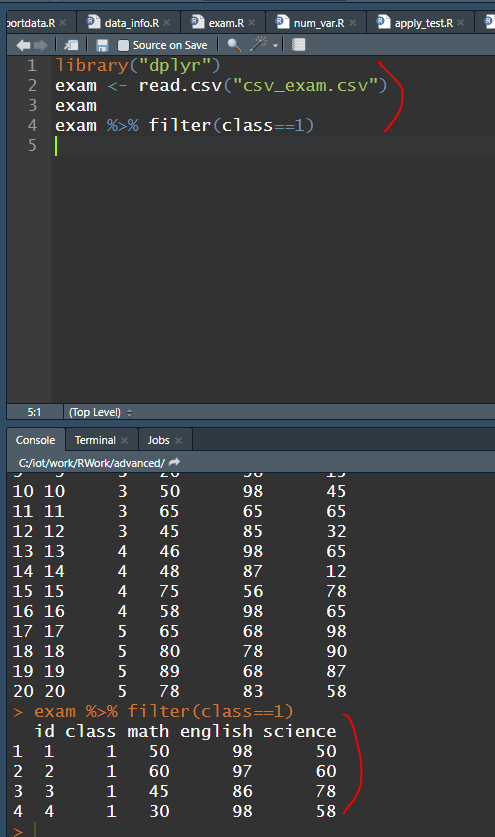 portdata.R × data_info.R × exam.R × num_var.R × apply_test.R ×
Source on Save
1 library("dplyr")
2 exam <- read.csv("csv_exam.csv")
3 exam
4 exam %>% filter(class==1)
5
5:1 (Top Level)
Console Terminal × Jobs ×
C:/iot/work/RWork/advanced/
10 10 3 50 98 45
11 11 3 65 65 65
12 12 3 45 85 32
13 13 4 46 98 65
14 14 4 48 87 12
15 15 4 75 56 78
16 16 4 58 98 65
17 17 5 65 68 98
18 18 5 80 78 90
19 19 5 89 68 87
20 20 5 78 83 58
> exam %>% filter(class==1)
id class math english science
1 1 1 50 98 50
2 2 1 60 97 60
3 3 1 45 86 78
4 4 1 30 98 58
>